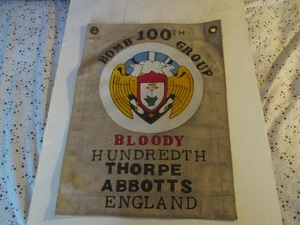 BOMB 100TH GROUP
BLOODY
HUNDREDTH
THORPE
ABBOTTS
ENGLAND